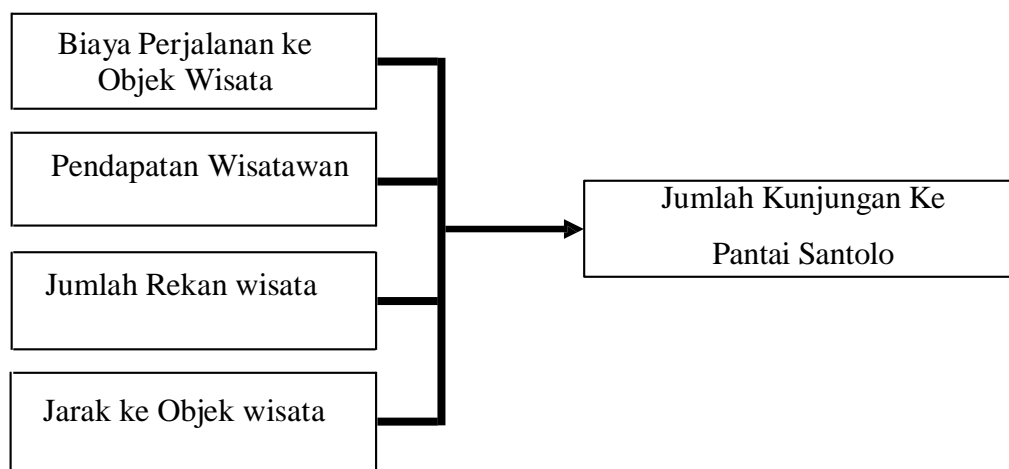 Biaya Perjalanan ke
Objek Wisata
Pendapatan Wisatawan
Jumlah Rekan wisata
Jarak ke Objek wisata
Jumlah Kunjungan Ke
Pantai Santolo